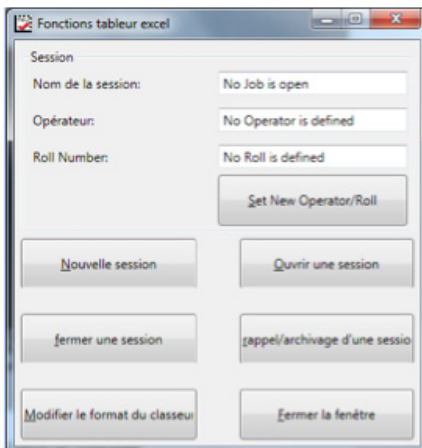 Fonctions tableur excel
Session
Nom de la session: No Job is open
Opérateur: No Operator is defined
Roll Number: No Roll is defined
Set New Operator/Roll
Nouvelle session Ouvrir une session
fermer une session rappel/archivage d'une sessio
Modifier le format du classeur Fermer la fenêtre